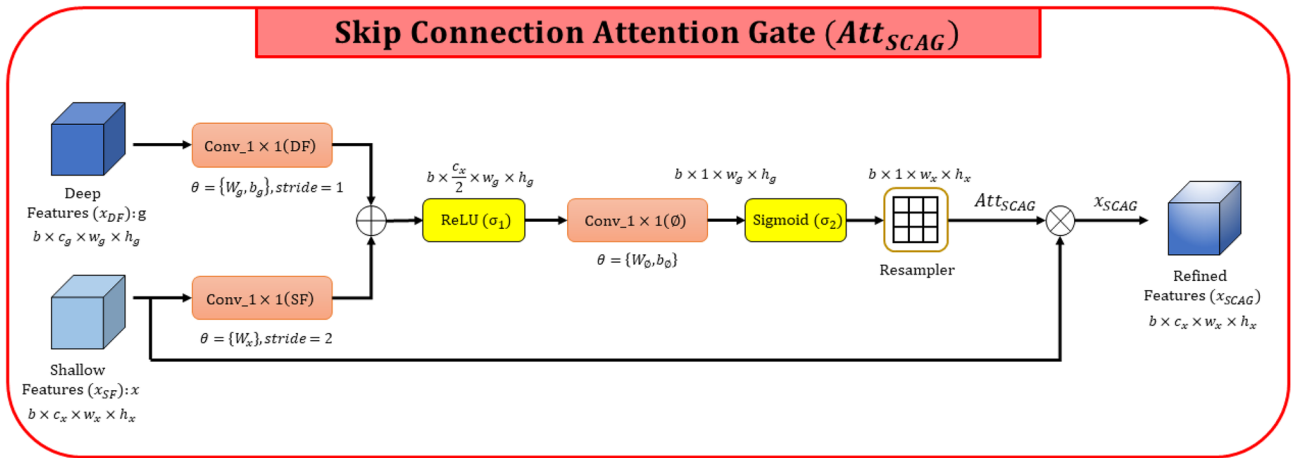 Skip Connection Attention Gate (Att_SCAG)
Deep
Features (x_DF): g
b × c_g × w_g × h_g
Conv_1 × 1(DF)
θ = {W_g, b_g}, stride = 1
Shallow
Features (x_SF): x
b × c_x × w_x × h_x
Conv_1 × 1(SF)
θ = {W_x}, stride = 2
b × c_x/2 × w_g × h_g
ReLU (σ_1)
Conv_1 × 1(∅)
θ = {W_∅, b_∅}
b × 1 × w_g × h_g
Sigmoid (σ_2)
b × 1 × w_x × h_x
Resampler
Att_SCAG
x_SCAG
Refined
Features (x_SCAG)
b × c_x × w_x × h_x